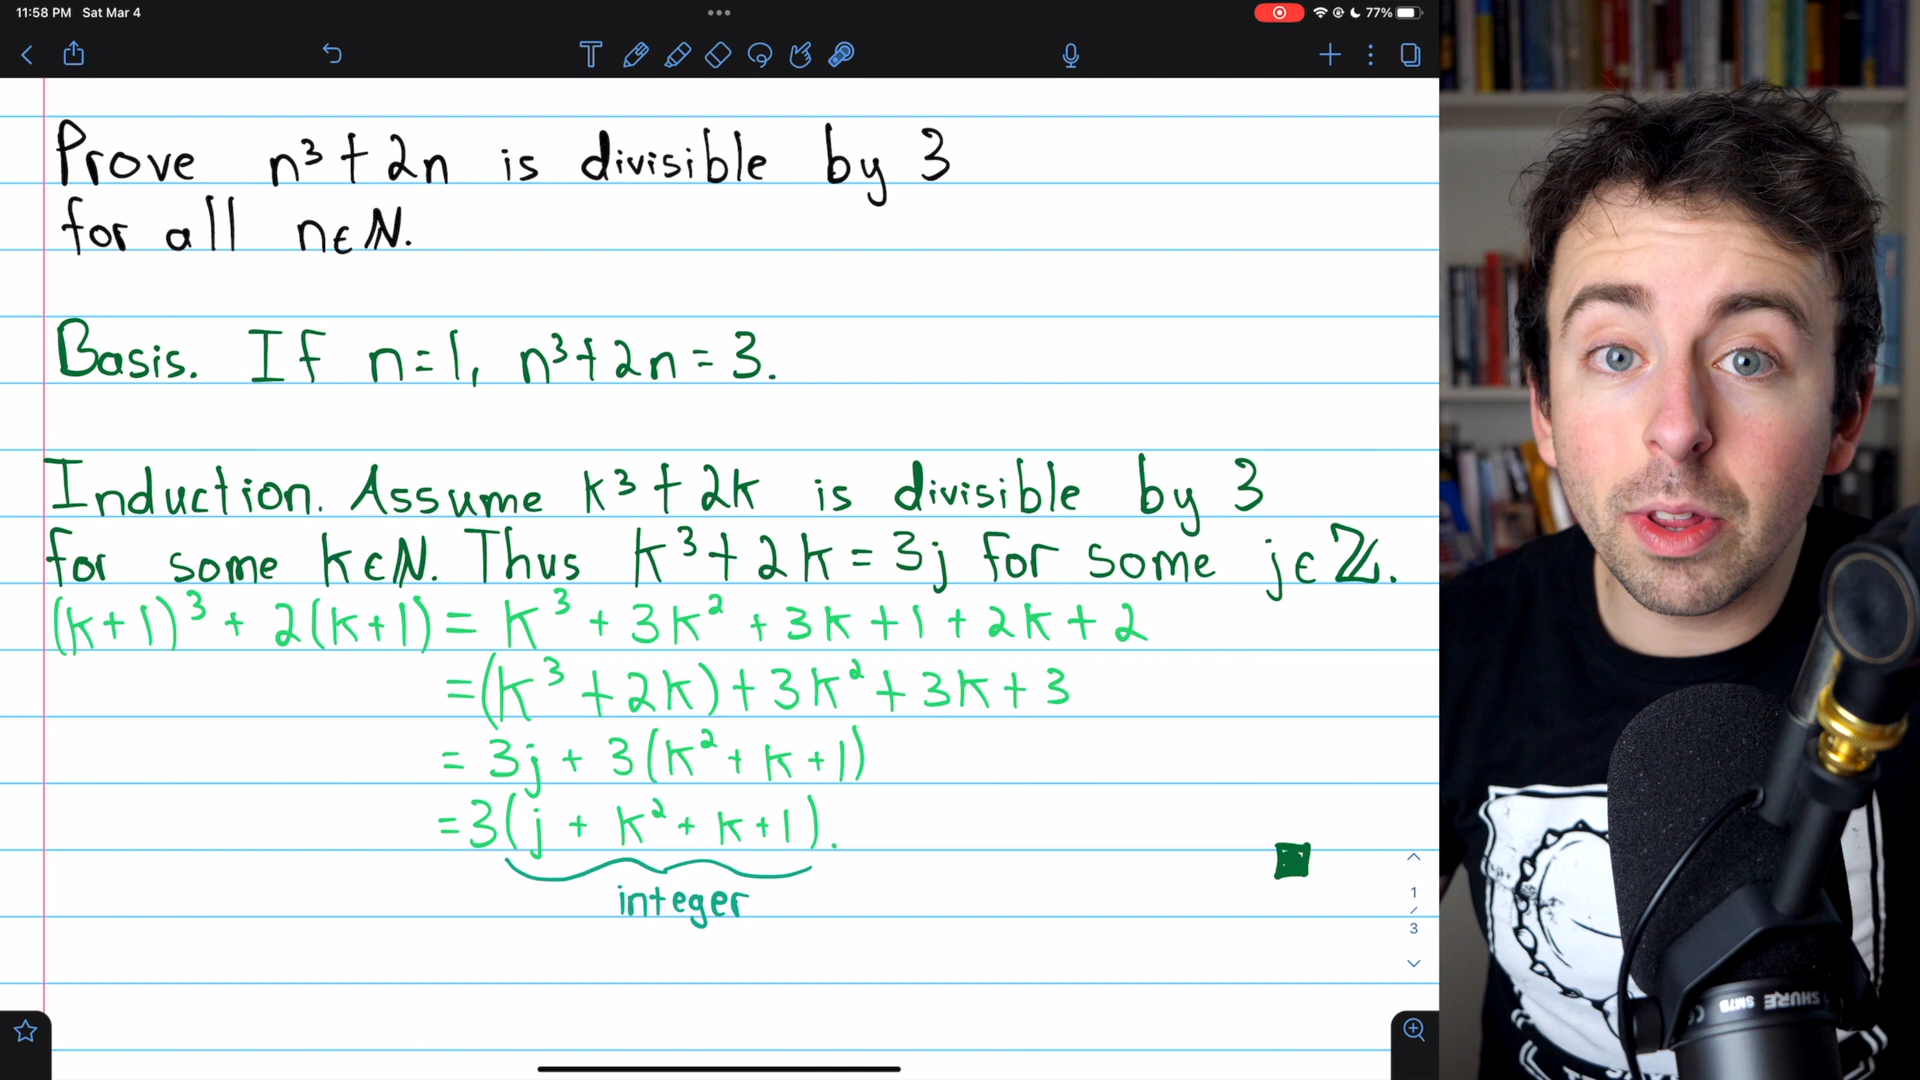 11:58 PM Sat Mar 4
77%
Prove n³+2n is divisible by 3
for all n∈ℕ.
Basis. If n=1, n³+2n=3.
Induction. Assume k³+2k is divisible by 3
for some k∈ℕ. Thus k³+2k=3j for some j∈ℤ.
(k+1)³+2(k+1)=k³+3k²+3k+1+2k+2
=(k³+2k)+3k²+3k+3
=3j+3(k²+k+1)
=3(j+k²+k+1).
integer
1
/
3
SHURE SM7B